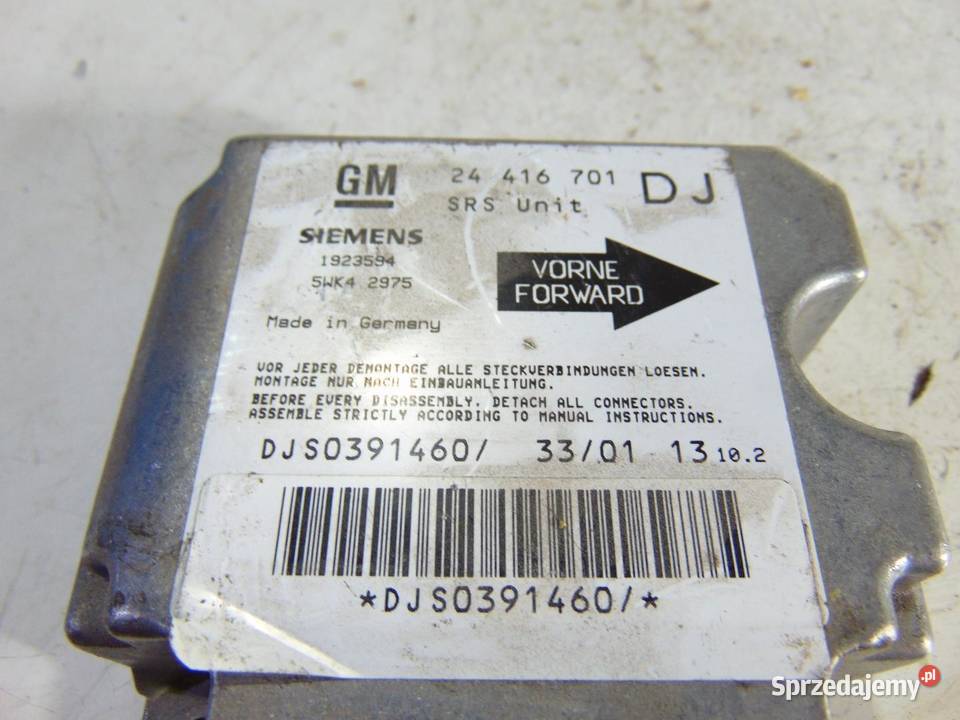 GM 24 416 701 DJ
SRS Unit
SIEMENS
1923594
5WK4 2975
VORNE
FORWARD
Made in Germany
VOR JEDER DEMONTAGE ALLE STECKVERBINDUNGEN LOESEN.
MONTAGE NUR NACH EINBAUANLEITUNG.
BEFORE EVERY DISASSEMBLY, DETACH ALL CONNECTORS.
ASSEMBLE STRICTLY ACCORDING TO MANUAL INSTRUCTIONS.
DJS0391460/ 33/01 13 10.2
*DJS0391460/*
Sprzedajemy.pl